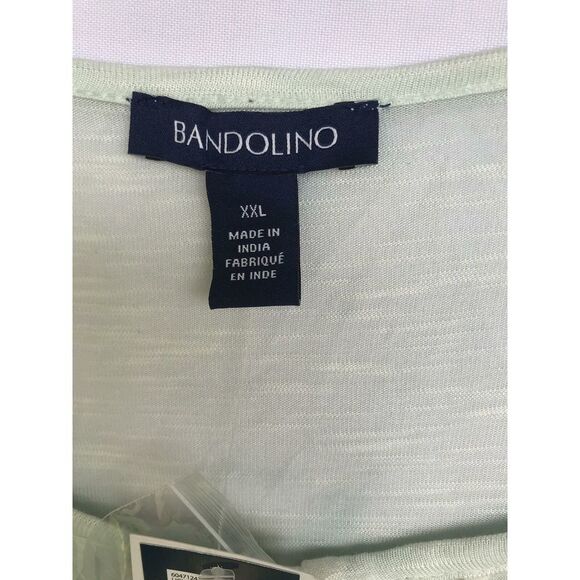 BANDOLINO
XXL
MADE IN
INDIA
FABRIQUÉ
EN INDE